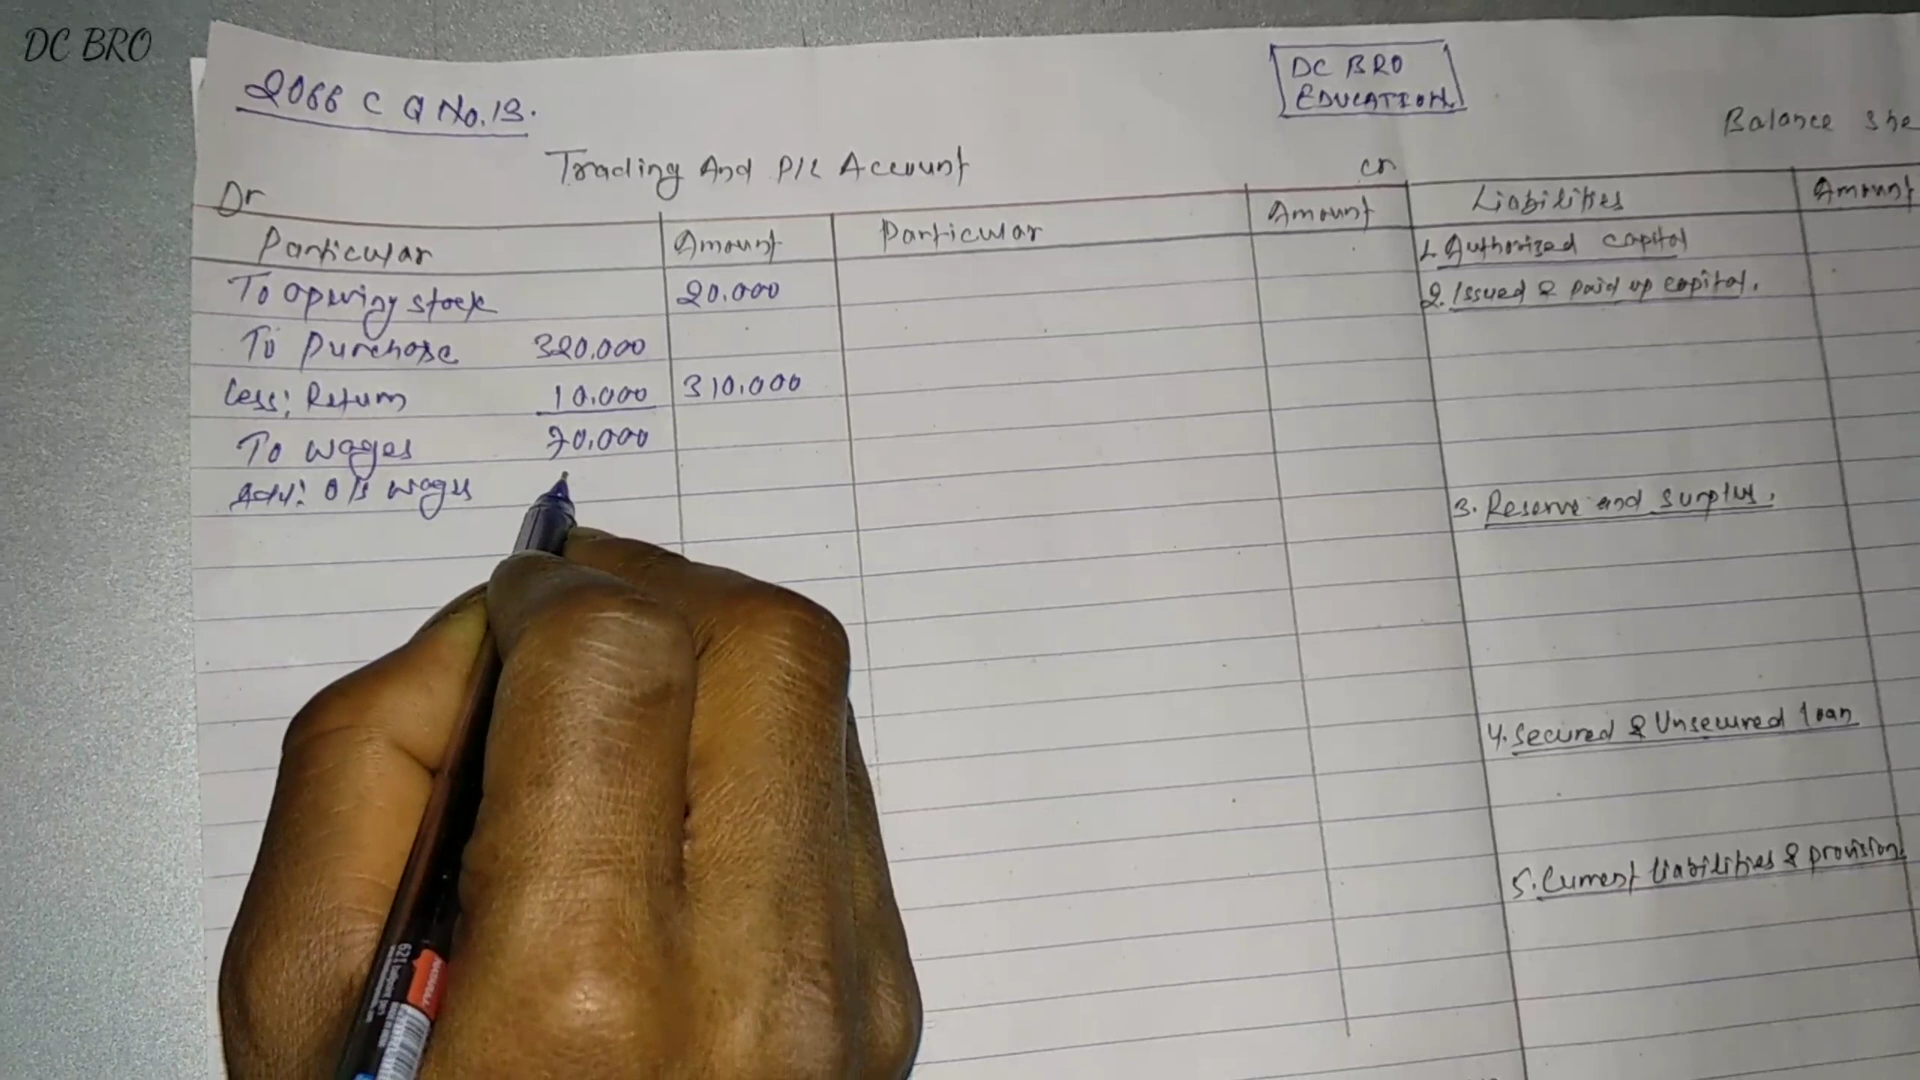 DC BRO
2066 C Q No.13.
DC BRO
EDUCATION
Trading And P/L Account
Dr
Cr
Particular Amount Particular Amount
To opening stock 20.000
To Purchase 320.000
Less: Return 10.000 310.000
To wages 70.000
Add: O/s wages
Balance She
Liabilities Amount
1. Authorized capital
2. Issued & Paid up capital.
3. Reserve and Surplus.
4. Secured & Unsecured loan
5. Current liabilities & provision
621